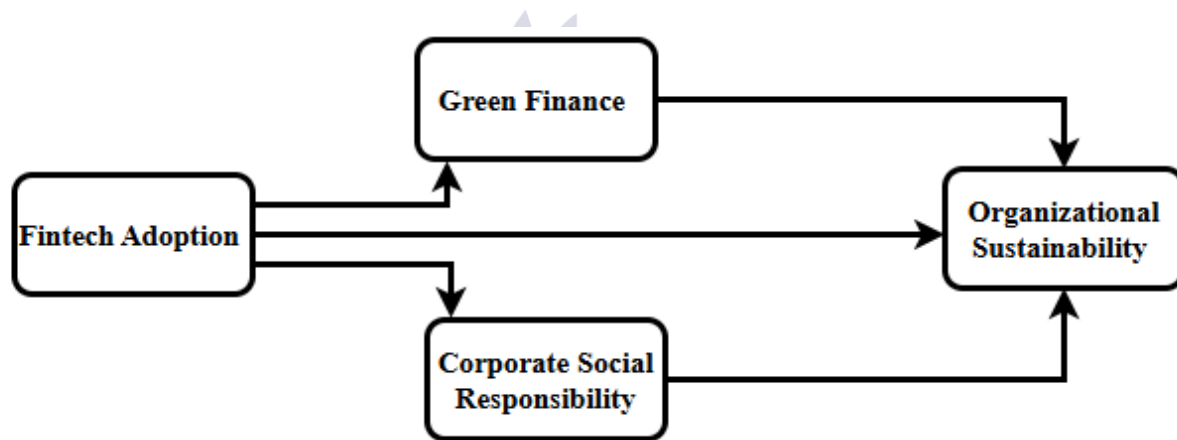 Green Finance
Fintech Adoption
Organizational
Sustainability
Corporate Social
Responsibility